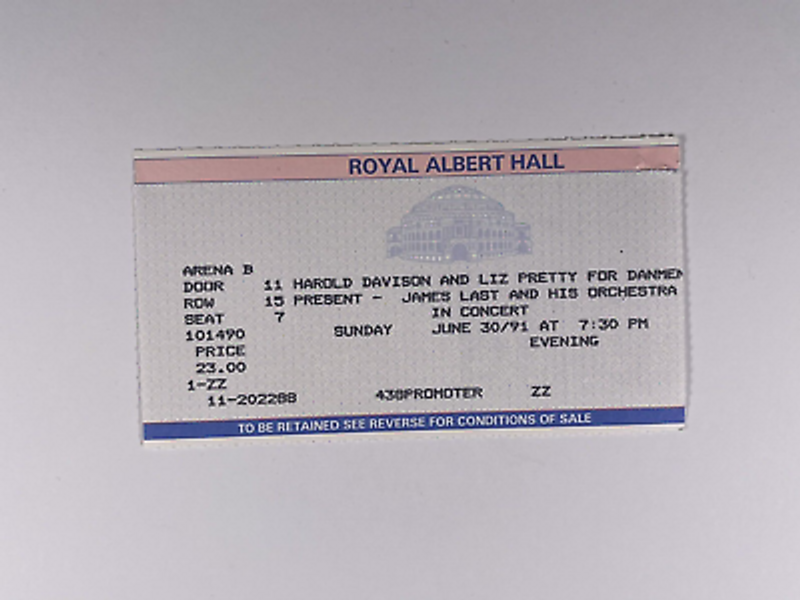 ROYAL ALBERT HALL
ARENA B
DOOR 11 HAROLD DAVISON AND LIZ PRETTY FOR DANMEN
ROW 15 PRESENT - JAMES LAST AND HIS ORCHESTRA
SEAT 7 IN CONCERT
101490 SUNDAY JUNE 30/91 AT 7:30 PM
PRICE EVENING
23.00
1-ZZ
11-202288 438PROMOTER ZZ
TO BE RETAINED SEE REVERSE FOR CONDITIONS OF SALE